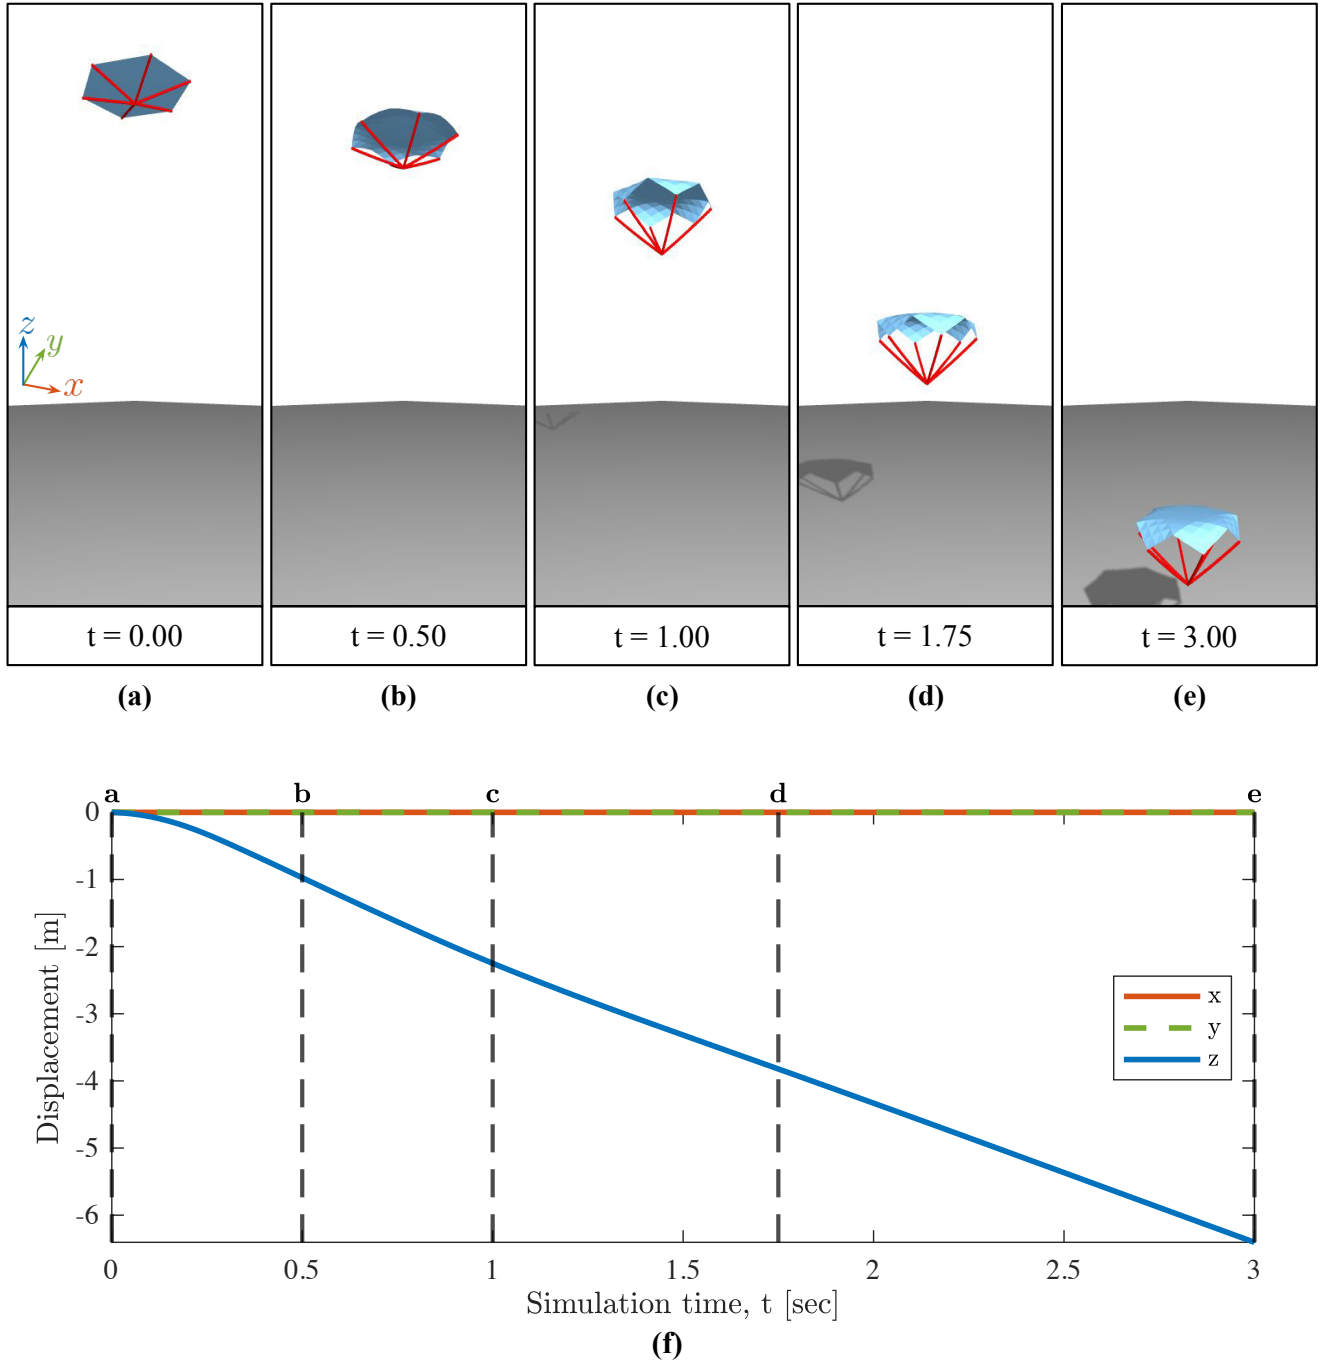 z
y
x
t = 0.00
t = 0.50
t = 1.00
t = 1.75
t = 3.00
(a)
(b)
(c)
(d)
(e)
a
b
c
d
e
0
-1
-2
-3
-4
-5
-6
Displacement [m]
x
y
z
0
0.5
1
1.5
2
2.5
3
Simulation time, t [sec]
(f)